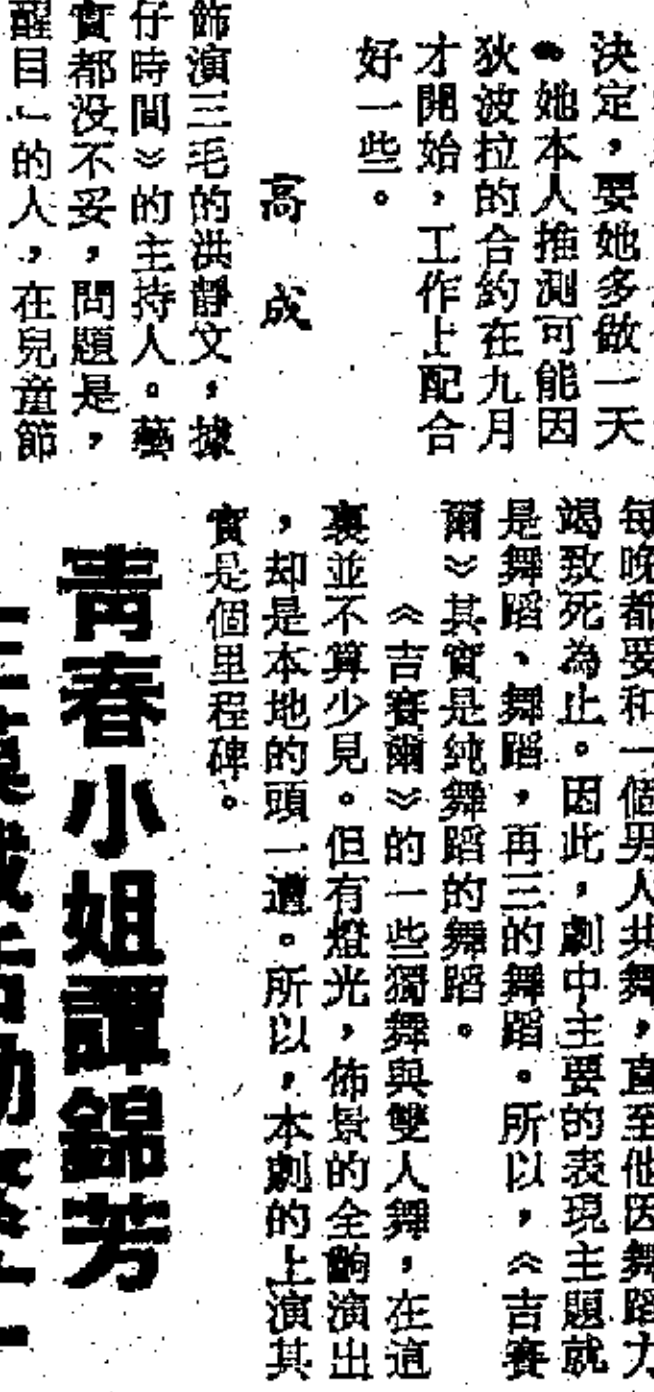 決定，要她多做一天
。她本人推測可能因
狄波拉的合約在九月
才開始，工作上配合
好一些。
高　成
飾演三毛的洪靜文，據
仔時間》的主持人。藝
實都没不妥，問題是，
醒目」的人，在兒童節
每晚都要和一個男人共舞，直至他因舞蹈力
竭致死為止。因此，劇中主要的表現主題就
是舞蹈、舞蹈，再三的舞蹈。所以，《吉賽
爾》其實是純舞蹈的舞蹈。
《吉賽爾》的一些獨舞與雙人舞，在這
裏並不算少見。但有燈光，佈景的全齣演出
，却是本地的頭一遭。所以，本劇的上演其
實是個里程碑。
青春小姐譚錦芳